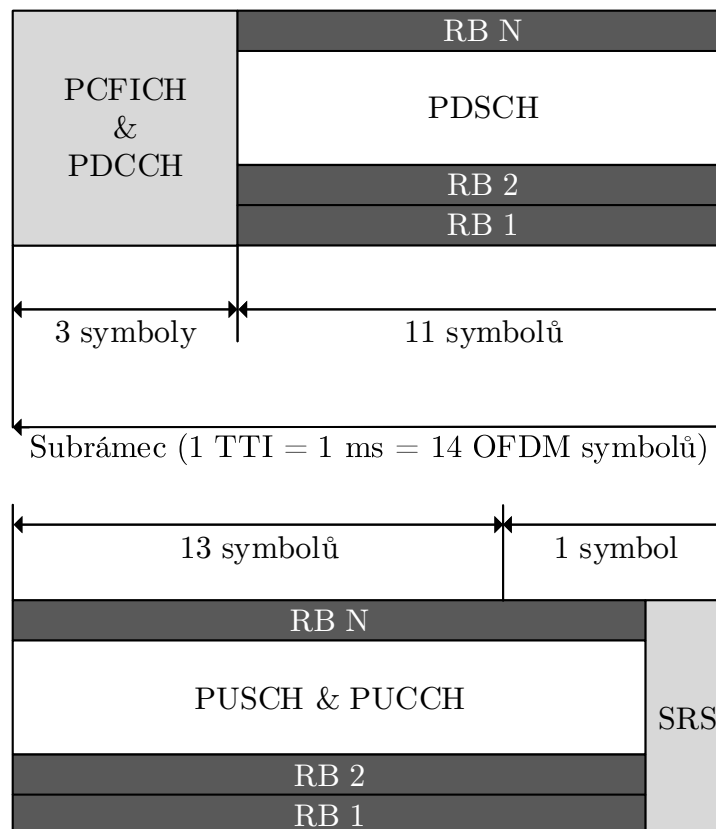 RB N
PCFICH
&
PDCCH
PDSCH
RB 2
RB 1
3 symboly
11 symbolů
Subrámec (1 TTI = 1 ms = 14 OFDM symbolů)
13 symbolů
1 symbol
RB N
PUSCH & PUCCH
SRS
RB 2
RB 1